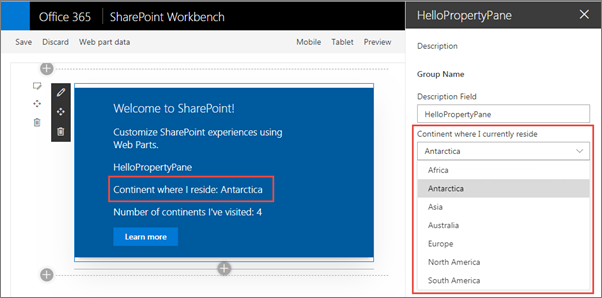 Office 365 SharePoint Workbench
Save Discard Web part data Mobile Tablet Preview
Welcome to SharePoint!
Customize SharePoint experiences using
Web Parts.
HelloPropertyPane
Continent where I reside: Antarctica
Number of continents I've visited: 4
Learn more
HelloPropertyPane
Description
Group Name
Description Field
HelloPropertyPane
Continent where I currently reside
Antarctica
Africa
Antarctica
Asia
Australia
Europe
North America
South America